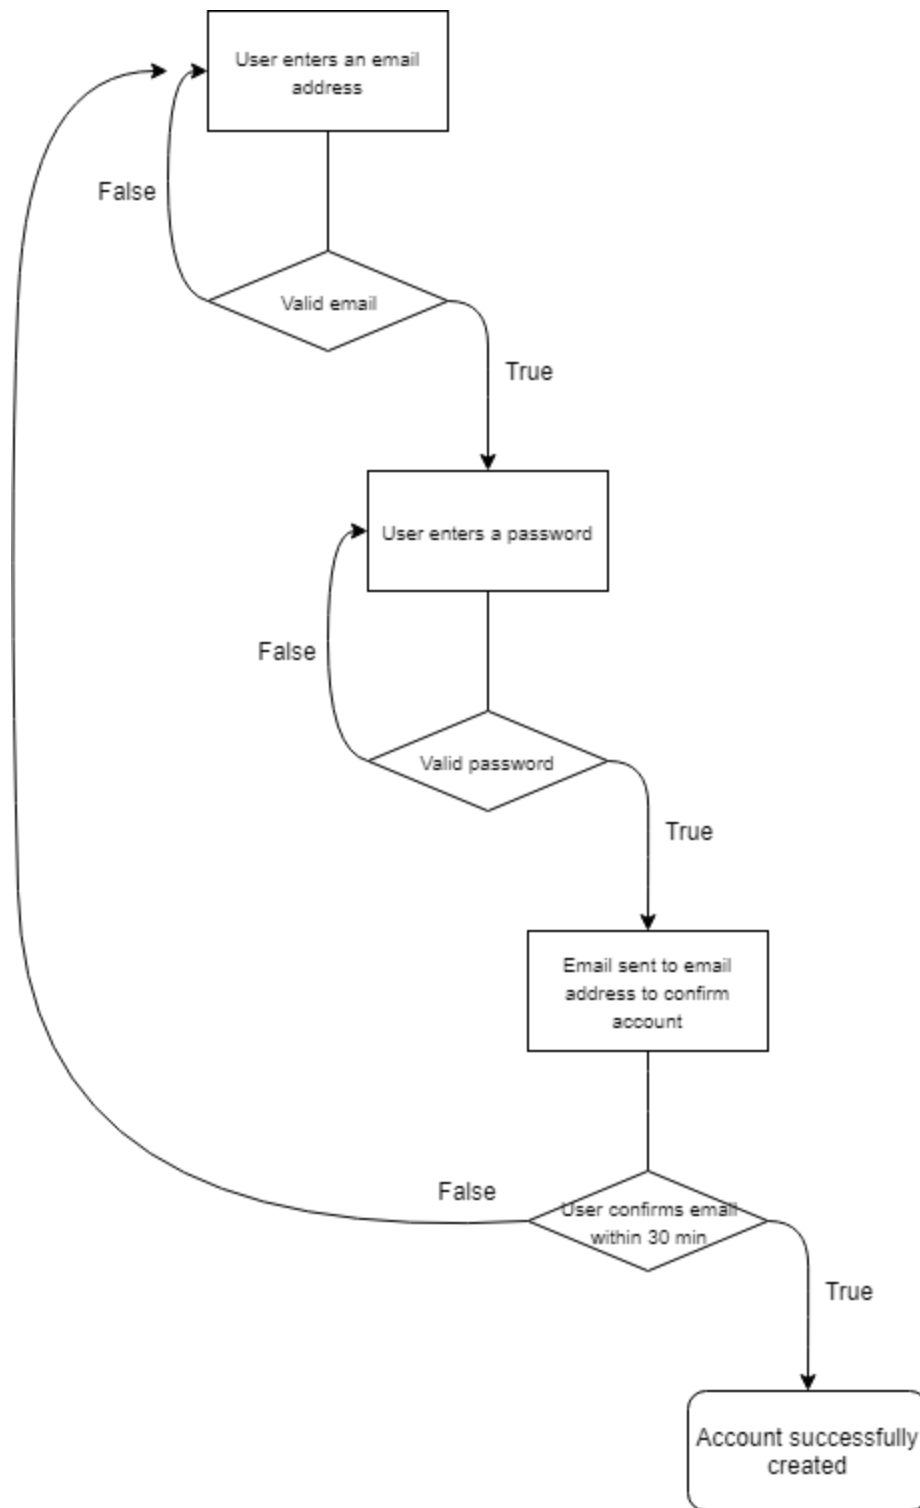 User enters an email
address
False
Valid email
True
User enters a password
False
Valid password
True
Email sent to email
address to confirm
account
False
User confirms email
within 30 min
True
Account successfully
created